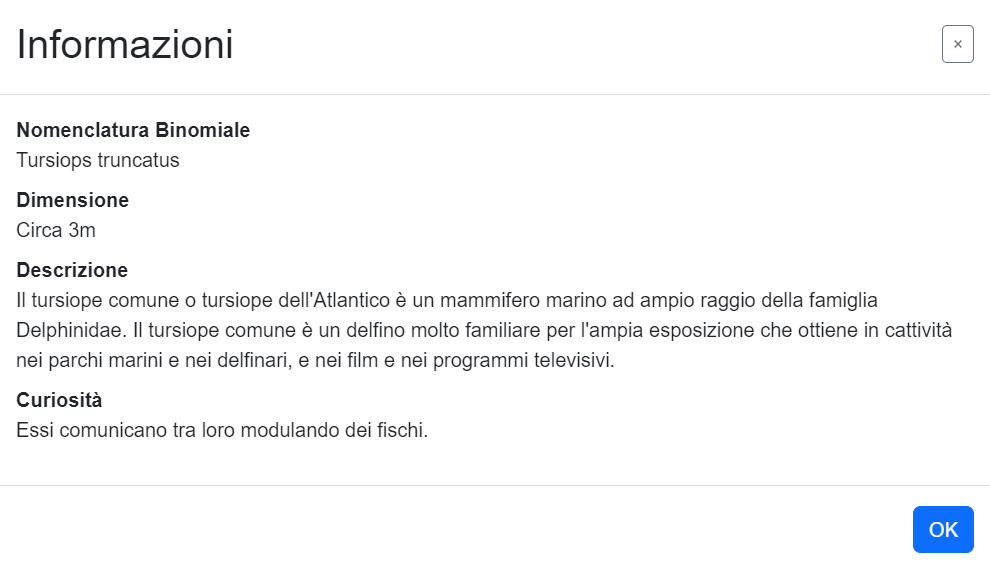 Informazioni
×
Nomenclatura Binomiale
Tursiops truncatus
Dimensione
Circa 3m
Descrizione
Il tursiope comune o tursiope dell'Atlantico è un mammifero marino ad ampio raggio della famiglia
Delphinidae. Il tursiope comune è un delfino molto familiare per l'ampia esposizione che ottiene in cattività
nei parchi marini e nei delfinari, e nei film e nei programmi televisivi.
Curiosità
Essi comunicano tra loro modulando dei fischi.
OK